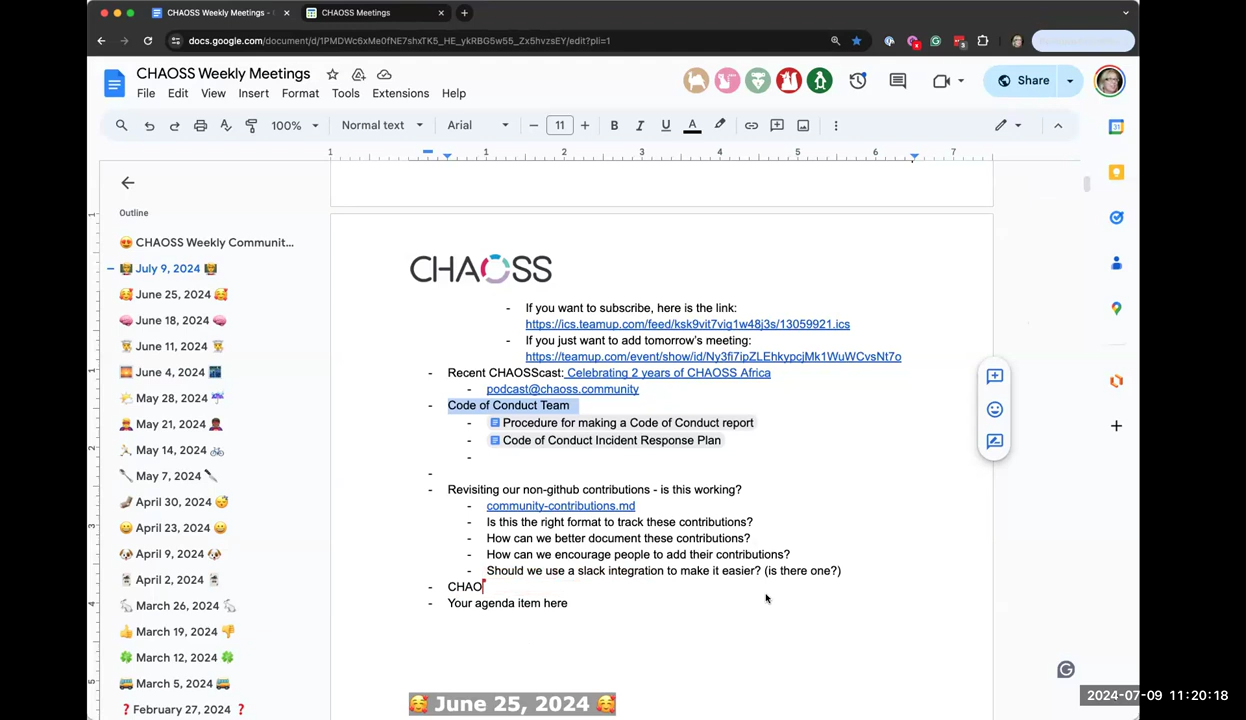 CHAOSS Weekly Meetings - 
CHAOSS Meetings
docs.google.com/document/d/1PMDWc6xMe0fNE7shxTK5_HE_ykRBG5w55_Zx5hvzsEY/edit?pli=1
CHAOSS Weekly Meetings
Share
File Edit View Insert Format Tools Extensions Help
100% Normal text Arial 11 B I U A
1 1 2 3 4 5 6 7
Outline
😍 CHAOSS Weekly Communit...
July 9, 2024
🥰 June 25, 2024 🥰
🧠 June 18, 2024 🧠
June 11, 2024
🌅 June 4, 2024 🌃
May 28, 2024 ☔
May 21, 2024
May 14, 2024 🚲
May 7, 2024
April 30, 2024 😴
😀 April 23, 2024 😀
🐶 April 9, 2024 🐶
🃏 April 2, 2024 🃏
🐇 March 26, 2024 🐇
👍 March 19, 2024 👎
🍀 March 12, 2024 🍀
🚌 March 5, 2024 🚌
❓ February 27, 2024 ❓
CHAOSS
- If you want to subscribe, here is the link:
https://ics.teamup.com/feed/ksk9vit7vig1w48j3s/13059921.ics
- If you just want to add tomorrow's meeting:
https://teamup.com/event/show/id/Ny3fi7ipZLEhkypcjMk1WuWCvsNt7o
- Recent CHAOSScast: Celebrating 2 years of CHAOSS Africa
- podcast@chaoss.community
- Code of Conduct Team
- Procedure for making a Code of Conduct report
- Code of Conduct Incident Response Plan
-
-
- Revisiting our non-github contributions - is this working?
- community-contributions.md
- Is this the right format to track these contributions?
- How can we better document these contributions?
- How can we encourage people to add their contributions?
- Should we use a slack integration to make it easier? (is there one?)
- CHAO
- Your agenda item here
🥰 June 25, 2024 🥰
2024-07-09 11:20:18